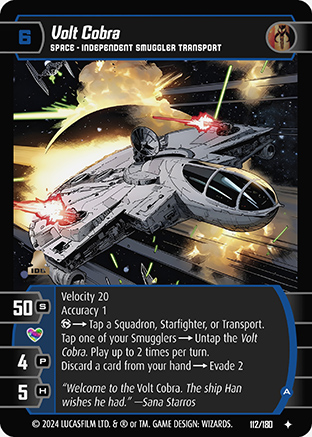 6
Volt Cobra
SPACE - INDEPENDENT SMUGGLER TRANSPORT
106
50 S
4 P
5 H
Velocity 20
Accuracy 1
→ Tap a Squadron, Starfighter, or Transport.
Tap one of your Smugglers → Untap the Volt
Cobra. Play up to 2 times per turn.
Discard a card from your hand → Evade 2
“Welcome to the Volt Cobra. The ship Han
wishes he had.” —Sana Starros
A
© 2024 LUCASFILM LTD. & ® or TM. GAME DESIGN: WIZARDS.
112/180